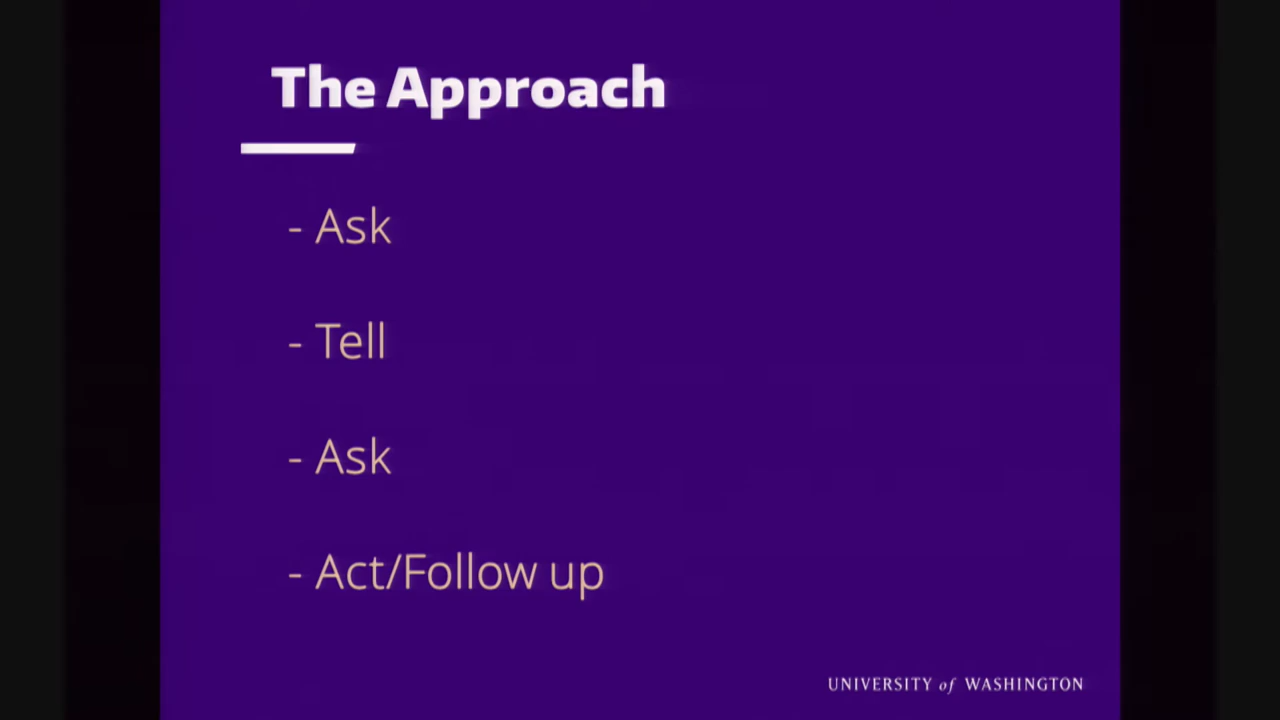 The Approach
- Ask
- Tell
- Ask
- Act/Follow up
UNIVERSITY of WASHINGTON